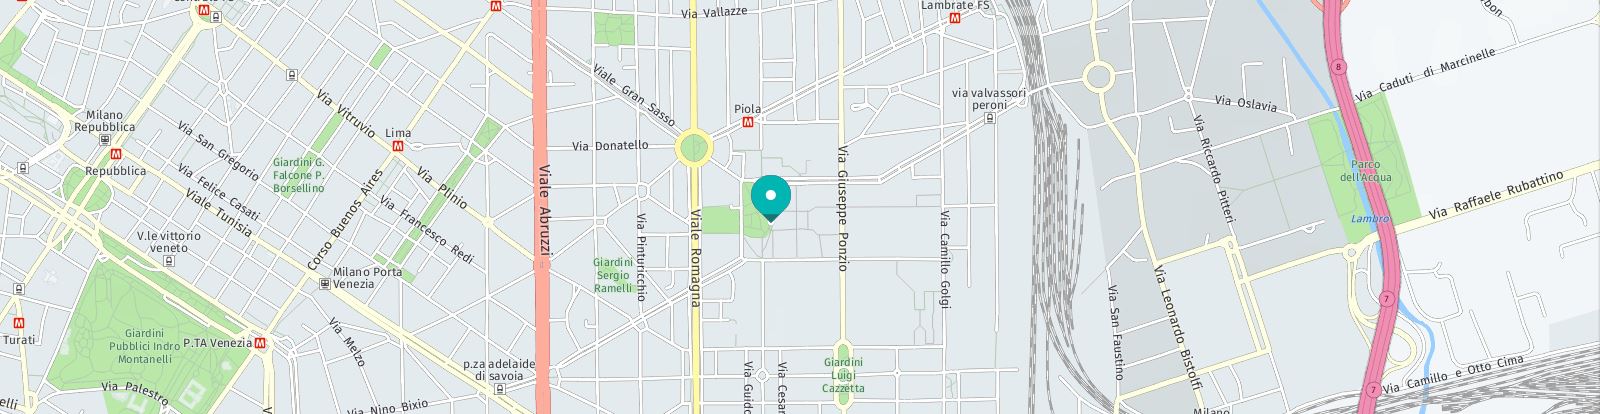 Via Vallazze
Lambrate FS
M
M
M
8
Via Caduti di Marcinelle
Viale Gran Sasso
Via Vitruvio
Piola
M
via valvassori
peroni
Via Oslavia
Milano
Repubblica
Via San Gregorio
Lima
M
Via Donatello
M
Repubblica
Via Felice Casati
Giardini G.
Falcone P.
Borsellino
Via Plinio
Viale Abruzzi
Via Giuseppe Ponzio
Via Riccardo Pitteri
Parco
dell'Acqua
Via Raffaele Rubattino
Viale Tunisia
Corso Buenos Aires
Via Francesco Redi
Via Pinturicchio
Viale Romagna
Via Camillo Golgi
Lambro
V.le vittorio
veneto
Milano Porta
Venezia
Giardini
Sergio
Ramelli
Via San Faustino
Via Leonardo Bistolfi
7
M
Turati
Giardini
Pubblici Indro
Montanelli
P.TA Venezia
M
Via Melzo
p.za adelaide
di savoia
Via Guido
Via Cesar
Giardini
Luigi
Cazzetta
Via Camillo e Otto Cima
7
Via Palestro
Via Nino Bixio
Milano